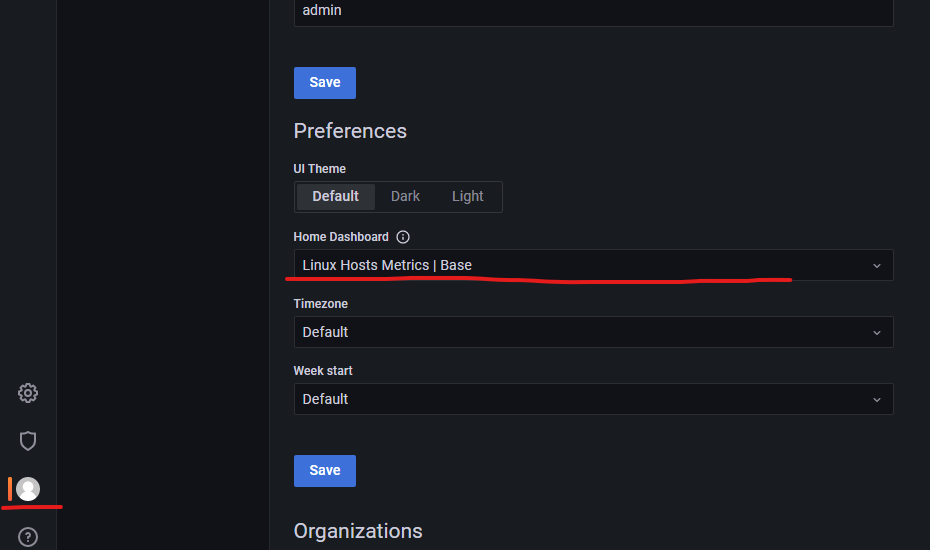 admin
Save
Preferences
UI Theme
Default Dark Light
Home Dashboard
Linux Hosts Metrics | Base
Timezone
Default
Week start
Default
Save
Organizations